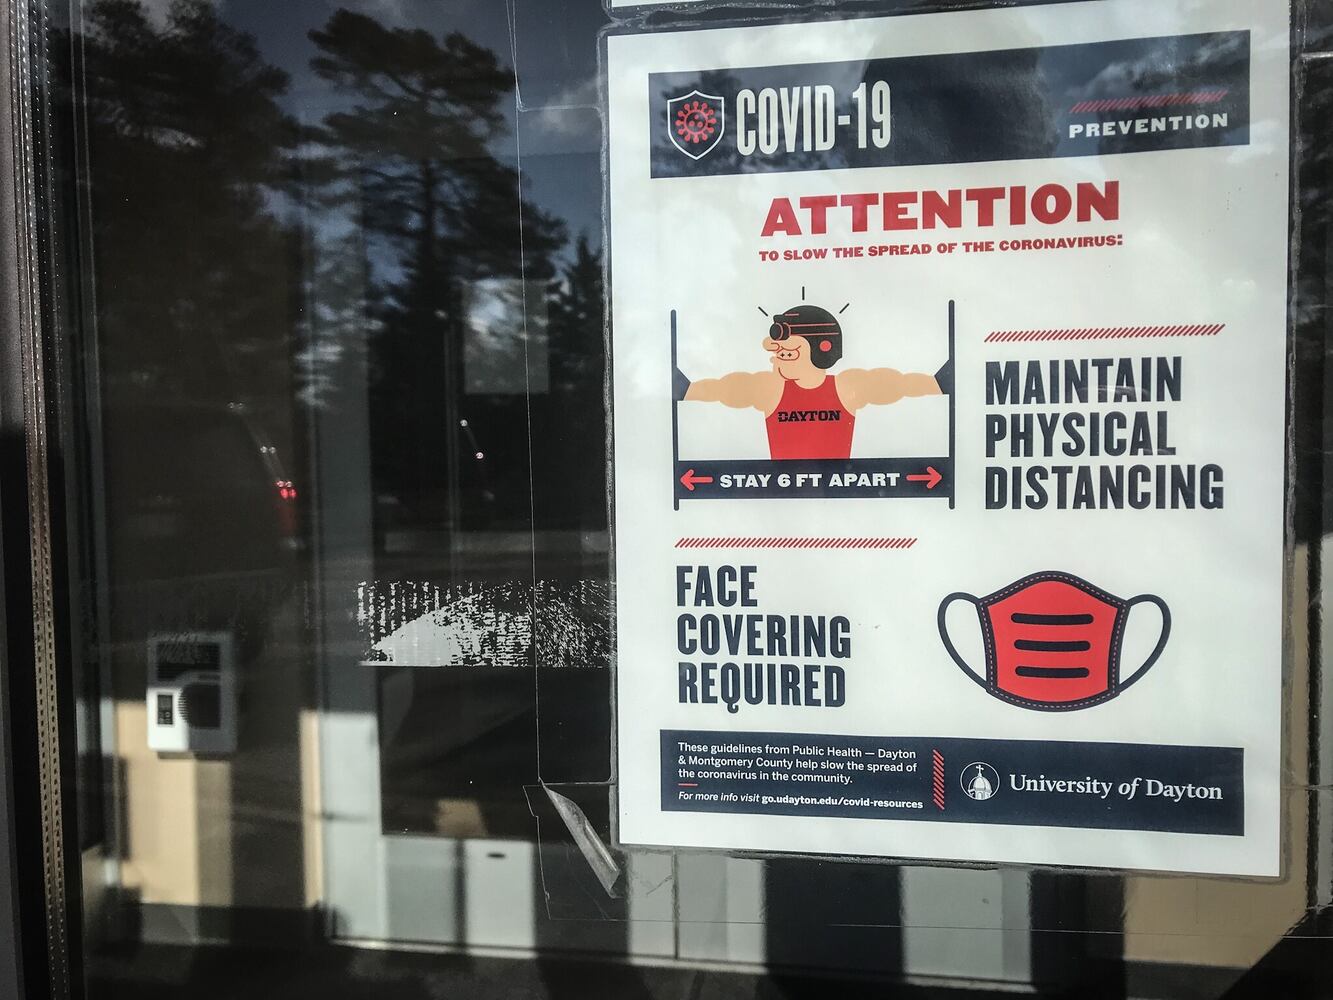 COVID-19
PREVENTION
ATTENTION
TO SLOW THE SPREAD OF THE CORONAVIRUS:
DAYTON
STAY 6 FT APART
MAINTAIN
PHYSICAL
DISTANCING
FACE
COVERING
REQUIRED
These guidelines from Public Health — Dayton
& Montgomery County help slow the spread of
the coronavirus in the community.
For more info visit go.udayton.edu/covid-resources
University of Dayton